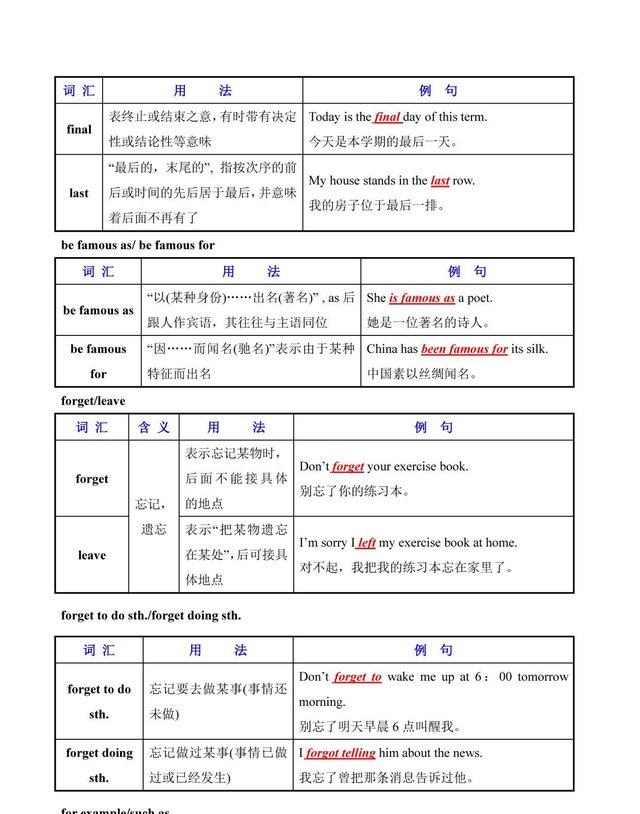 词 汇 用 法 例 句
final 表终止或结束之意,有时带有决定性或结论性等意味 Today is the final day of this term.
今天是本学期的最后一天。
last “最后的，末尾的”, 指按次序的前后或时间的先后居于最后,并意味着后面不再有了 My house stands in the last row.
我的房子位于最后一排。
be famous as/ be famous for
词 汇 用 法 例 句
be famous as “以(某种身份)……出名(著名)” , as 后跟人作宾语，其往往与主语同位 She is famous as a poet.
她是一位著名的诗人。
be famous for “因……而闻名(驰名)”表示由于某种特征而出名 China has been famous for its silk.
中国素以丝绸闻名。
forget/leave
词 汇 含 义 用 法 例 句
forget 忘记，遗忘 表示忘记某物时，后面不能接具体的地点 Don’t forget your exercise book.
别忘了你的练习本。
leave 表示“把某物遗忘在某处”,后可接具体地点 I’m sorry I left my exercise book at home.
对不起，我把我的练习本忘在家里了。
forget to do sth./forget doing sth.
词 汇 用 法 例 句
forget to do sth. 忘记要去做某事(事情还未做) Don’t forget to wake me up at 6：00 tomorrow morning.
别忘了明天早晨 6 点叫醒我。
forget doing sth. 忘记做过某事(事情已做过或已经发生) I forgot telling him about the news.
我忘了曾把那条消息告诉过他。
for example/such as